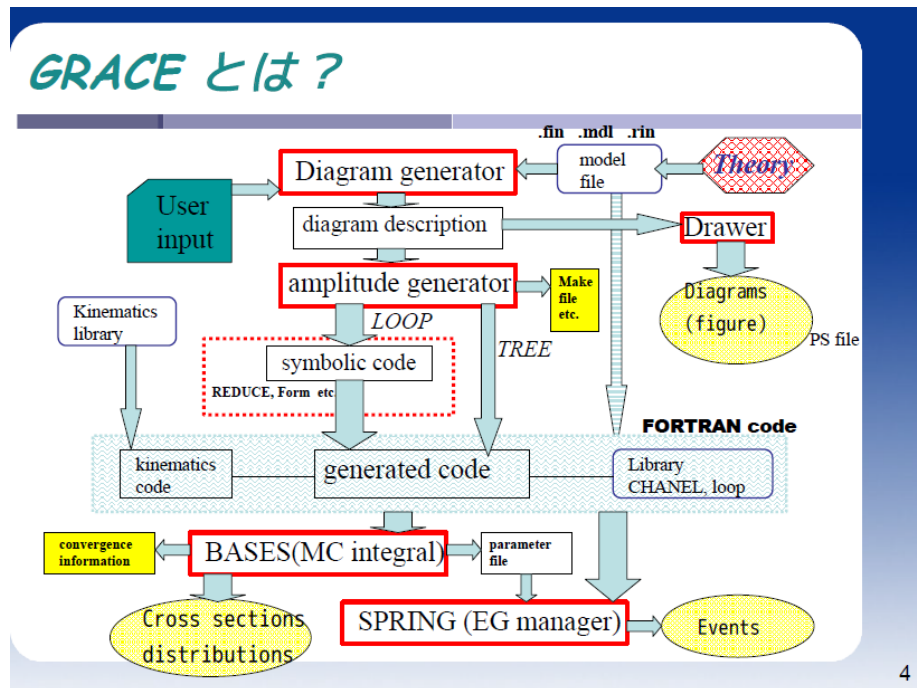 GRACE とは？
.fin .mdl .rin
Diagram generator
model
file
Theory
User
input
diagram description
Drawer
amplitude generator
Make
file
etc.
Diagrams
(figure)
PS file
Kinematics
library
LOOP
TREE
symbolic code
REDUCE, Form etc.
FORTRAN code
kinematics
code
generated code
Library
CHANEL, loop
convergence
information
BASES(MC integral)
parameter
file
Cross sections
distributions
SPRING (EG manager)
Events
4